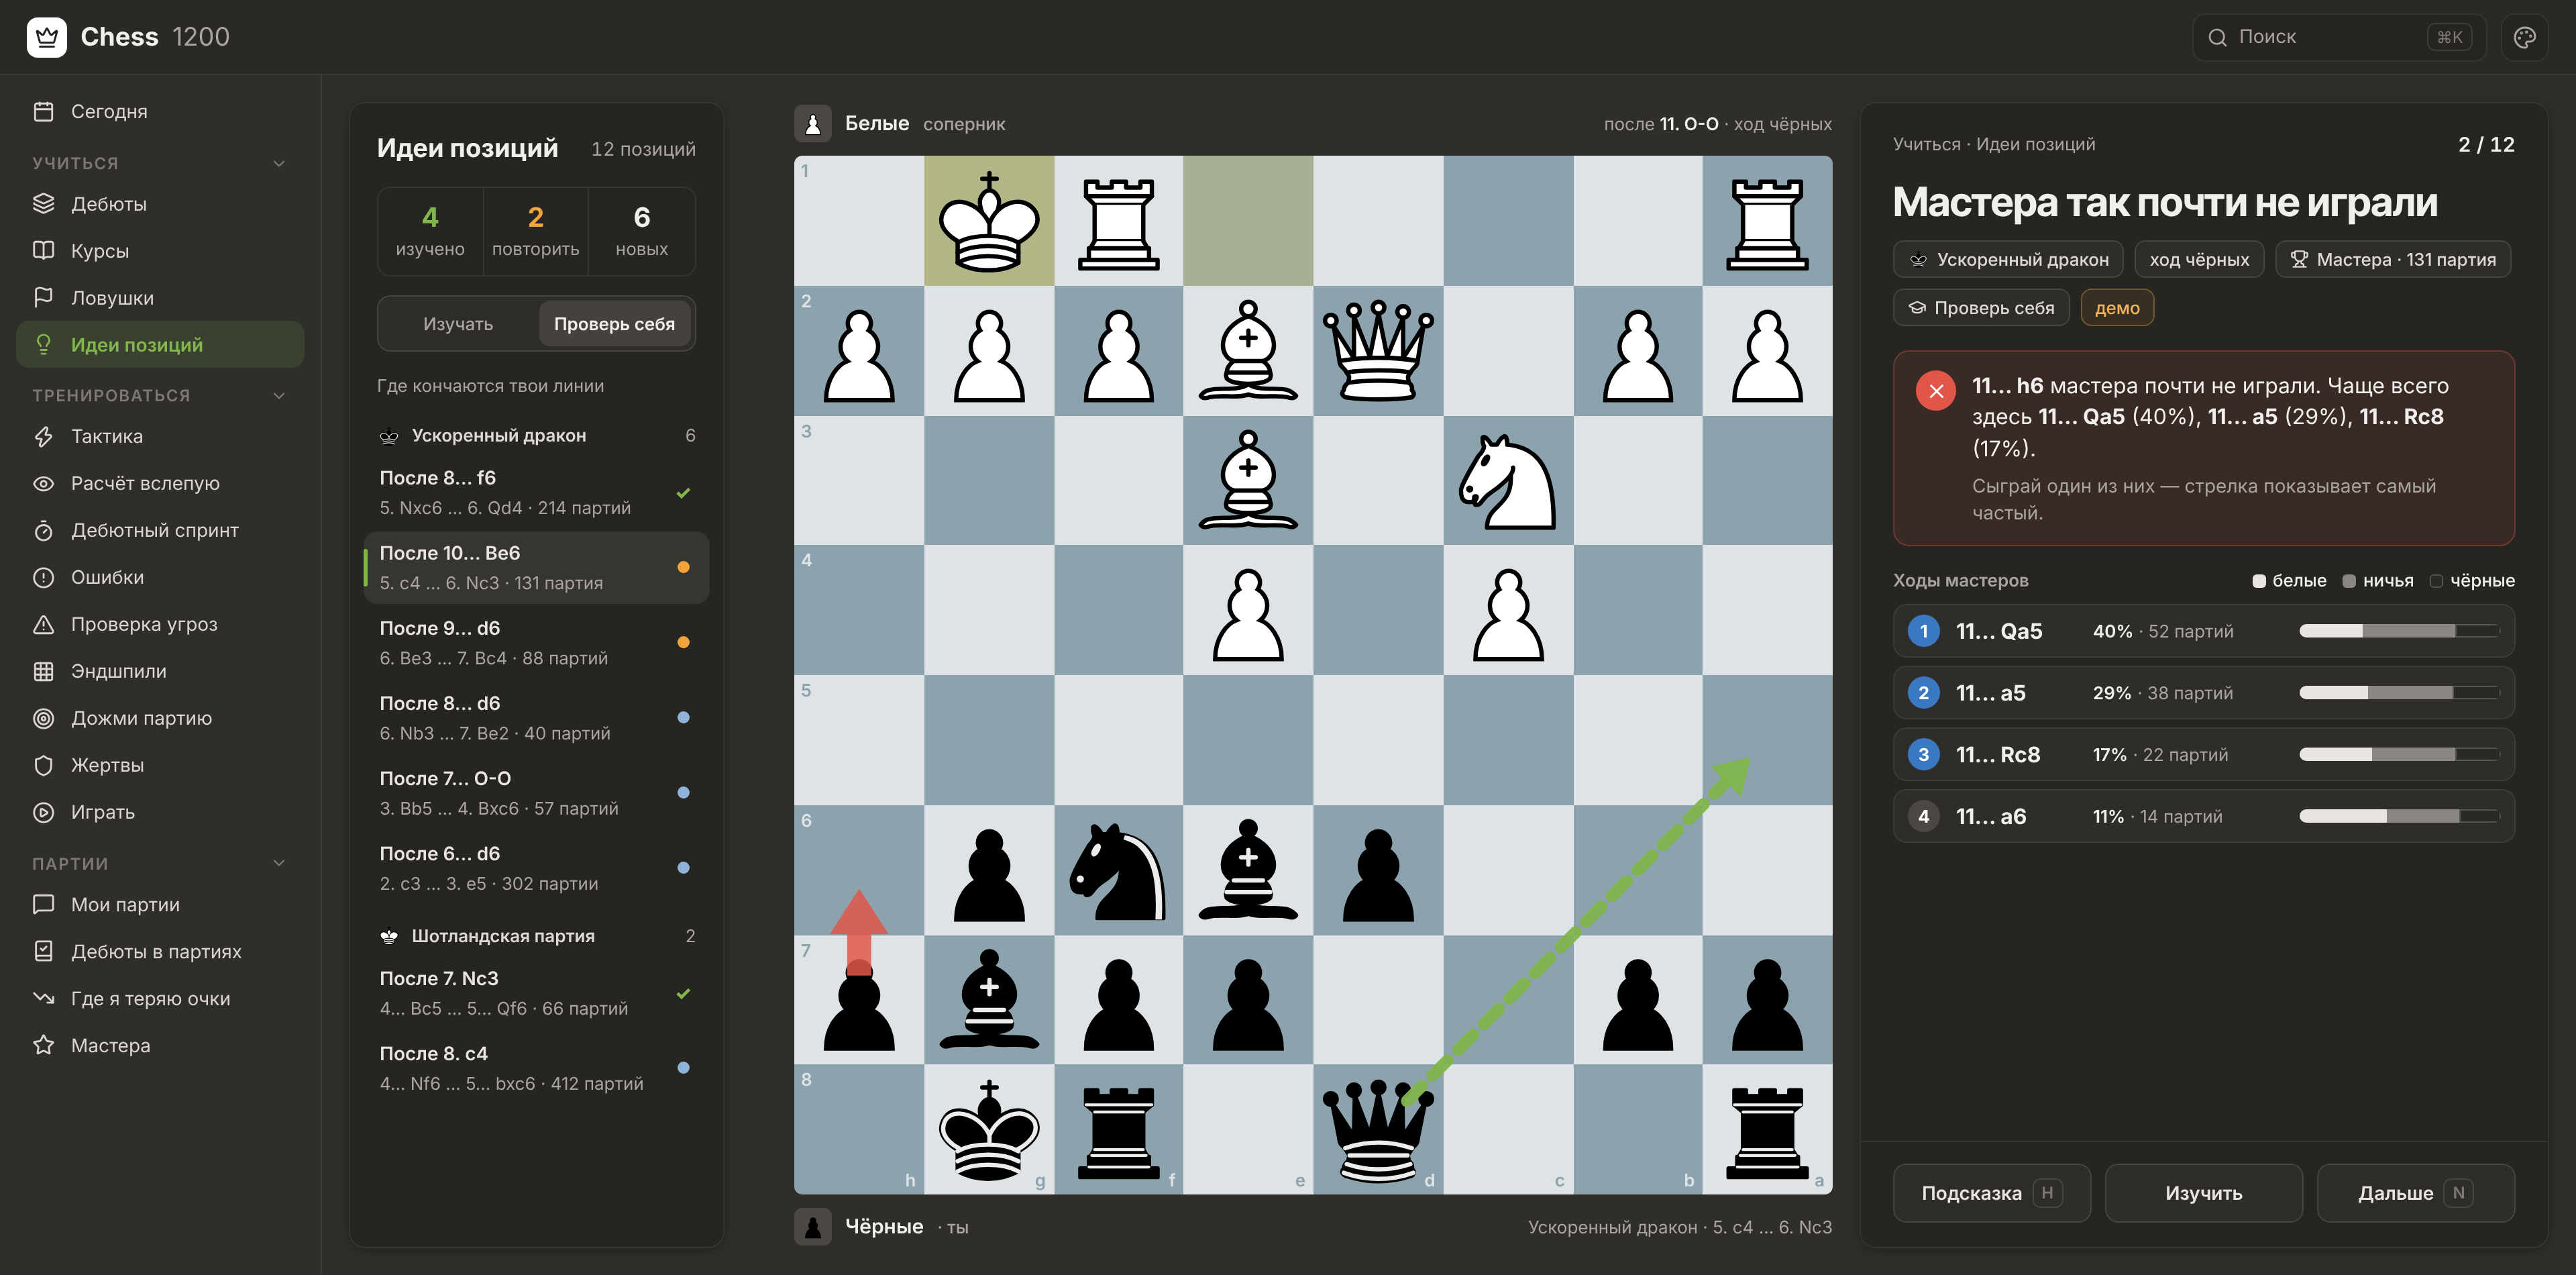 Chess 1200
Поиск ⌘K
Сегодня
УЧИТЬСЯ
Дебюты
Курсы
Ловушки
Идеи позиций
ТРЕНИРОВАТЬСЯ
Тактика
Расчёт вслепую
Дебютный спринт
Ошибки
Проверка угроз
Эндшпили
Дожми партию
Жертвы
Играть
ПАРТИИ
Мои партии
Дебюты в партиях
Где я теряю очки
Мастера
Идеи позиций 12 позиций
4 2 6
изучено повторить новых
Изучать Проверь себя
Где кончаются твои линии
Ускоренный дракон 6
После 8... f6
5. Nxc6 ... 6. Qd4 · 214 партий
После 10... Be6
5. c4 ... 6. Nc3 · 131 партия
После 9... d6
6. Be3 ... 7. Bc4 · 88 партий
После 8... d6
6. Nb3 ... 7. Be2 · 40 партий
После 7... O-O
3. Bb5 ... 4. Bxc6 · 57 партий
После 6... d6
2. c3 ... 3. e5 · 302 партии
Шотландская партия 2
После 7. Nc3
4... Bc5 ... 5... Qf6 · 66 партий
После 8. c4
4... Nf6 ... 5... bxc6 · 412 партий
Белые соперник
после 11. O-O · ход чёрных
1
2
3
4
5
6
7
8
h g f e d c b a
Чёрные · ты
Ускоренный дракон · 5. c4 ... 6. Nc3
Учиться · Идеи позиций 2 / 12
Мастера так почти не играли
Ускоренный дракон ход чёрных Мастера · 131 партия
Проверь себя демо
11... h6 мастера почти не играли. Чаще всего
здесь 11... Qa5 (40%), 11... a5 (29%), 11... Rc8
(17%).
Сыграй один из них — стрелка показывает самый
частый.
Ходы мастеров белые ничья чёрные
1 11... Qa5 40% · 52 партий
2 11... a5 29% · 38 партий
3 11... Rc8 17% · 22 партий
4 11... a6 11% · 14 партий
Подсказка H Изучить Дальше N